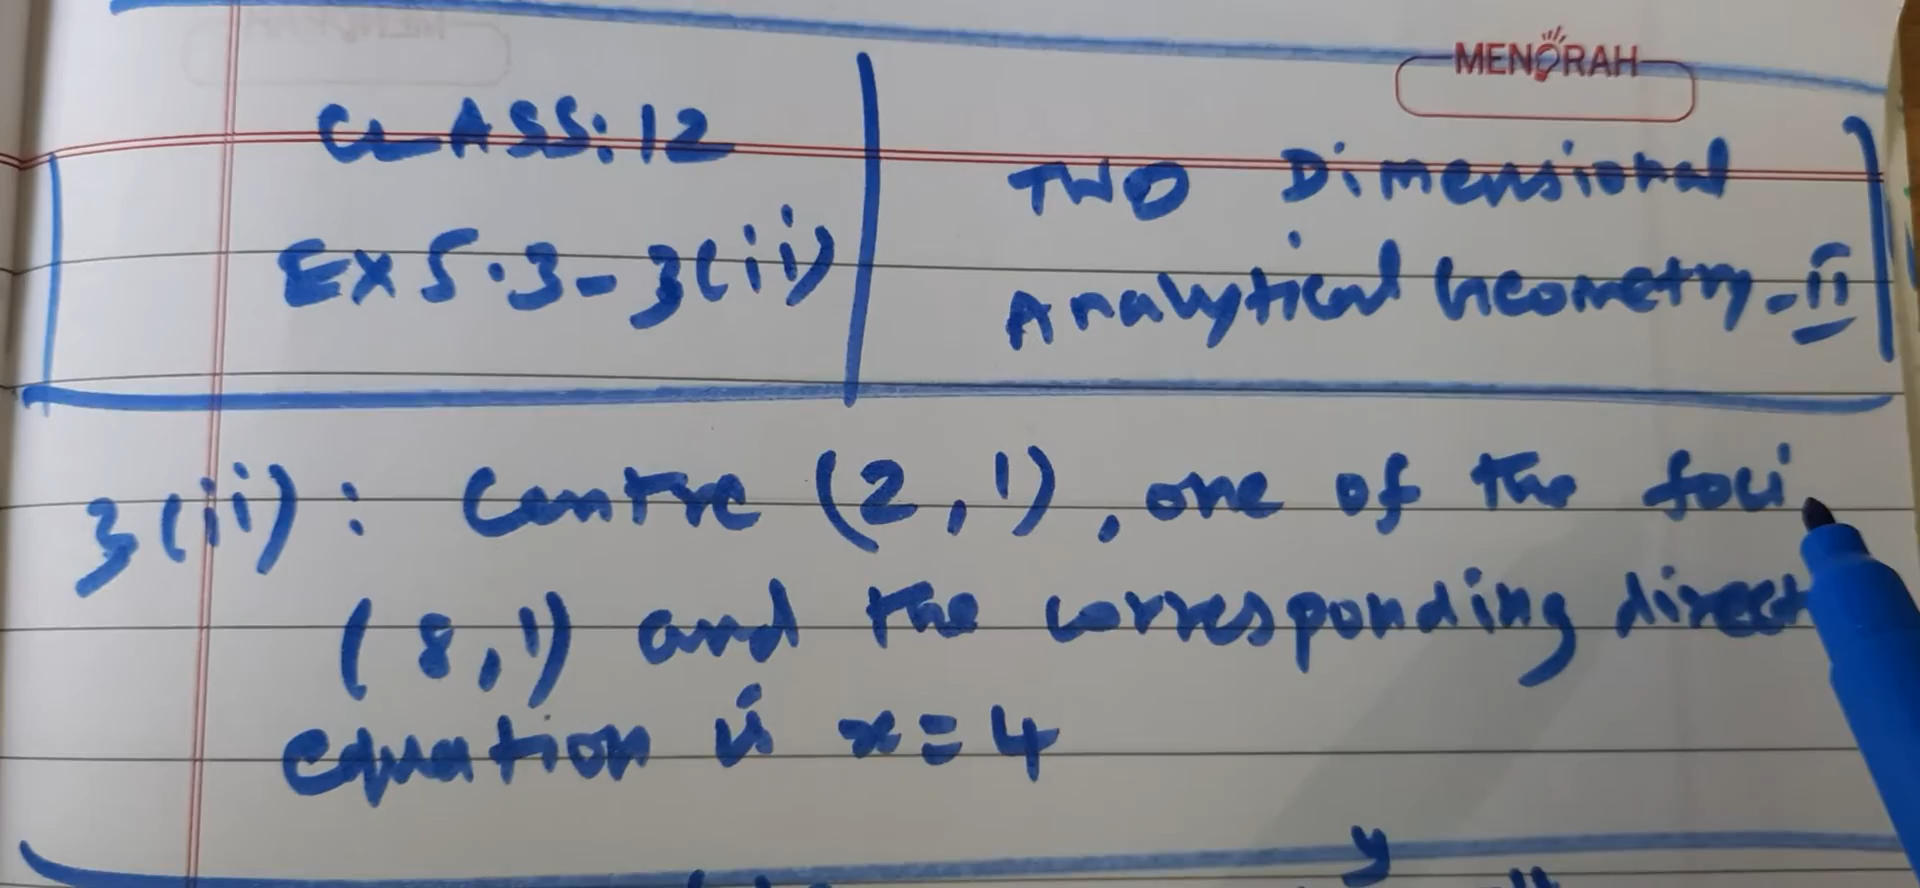 MENORAH
CLASS: 12
EX 5.3-3(ii)
TWO Dimensional
Analytical Geometry-II
3(ii): Centre (2,1), one of the foci
(8,1) and the corresponding direct
equation is x=4
y